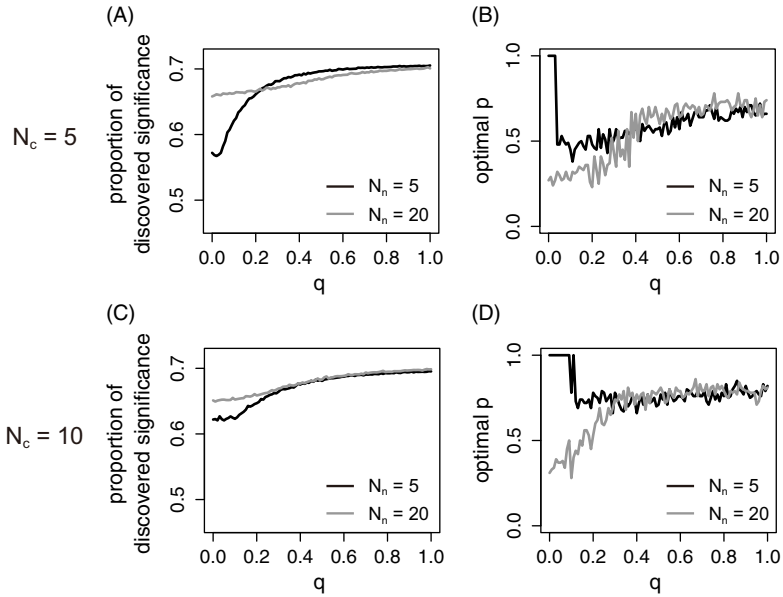 (A)
(B)
N_c = 5
proportion of
discovered significance
0.5 0.6 0.7
N_n = 5
N_n = 20
0.0 0.2 0.4 0.6 0.8 1.0
q
optimal p
0.0 0.5 1.0
N_n = 5
N_n = 20
0.0 0.2 0.4 0.6 0.8 1.0
q
(C)
(D)
N_c = 10
proportion of
discovered significance
0.5 0.6 0.7
N_n = 5
N_n = 20
0.0 0.2 0.4 0.6 0.8 1.0
q
optimal p
0.0 0.5 1.0
N_n = 5
N_n = 20
0.0 0.2 0.4 0.6 0.8 1.0
q